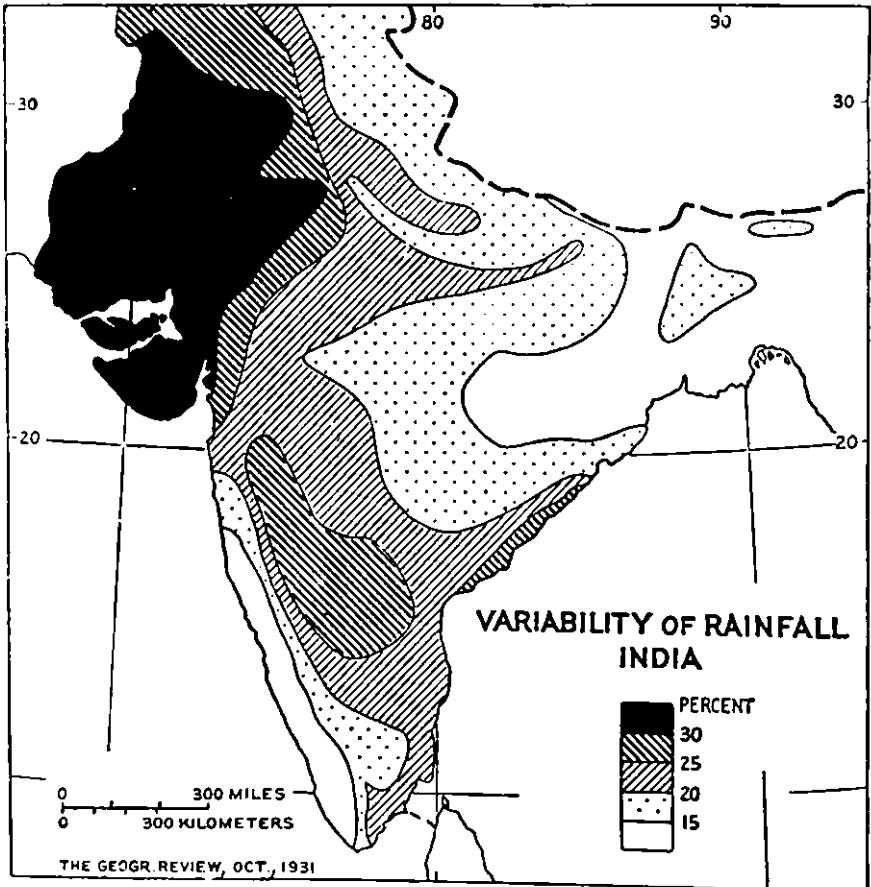 80 90
30 30
20 20
VARIABILITY OF RAINFALL
INDIA
PERCENT
30
25
20
15
0 300 MILES
0 300 KILOMETERS
80
THE GEOGR. REVIEW, OCT., 1931